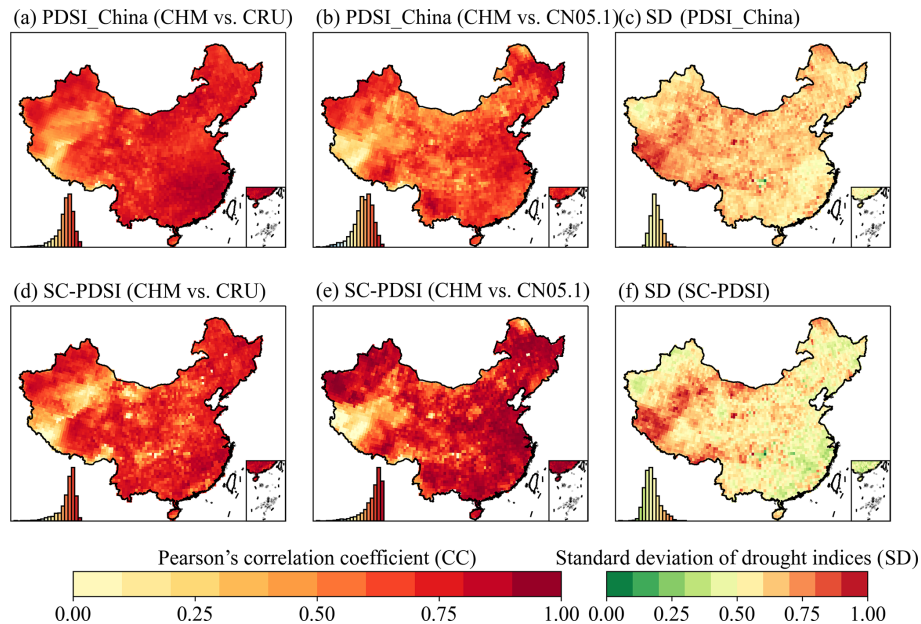 (a) PDSI_China (CHM vs. CRU)
(b) PDSI_China (CHM vs. CN05.1)
(c) SD (PDSI_China)
(d) SC-PDSI (CHM vs. CRU)
(e) SC-PDSI (CHM vs. CN05.1)
(f) SD (SC-PDSI)
Pearson’s correlation coefficient (CC)
0.00 0.25 0.50 0.75 1.00
Standard deviation of drought indices (SD)
0.00 0.25 0.50 0.75 1.00